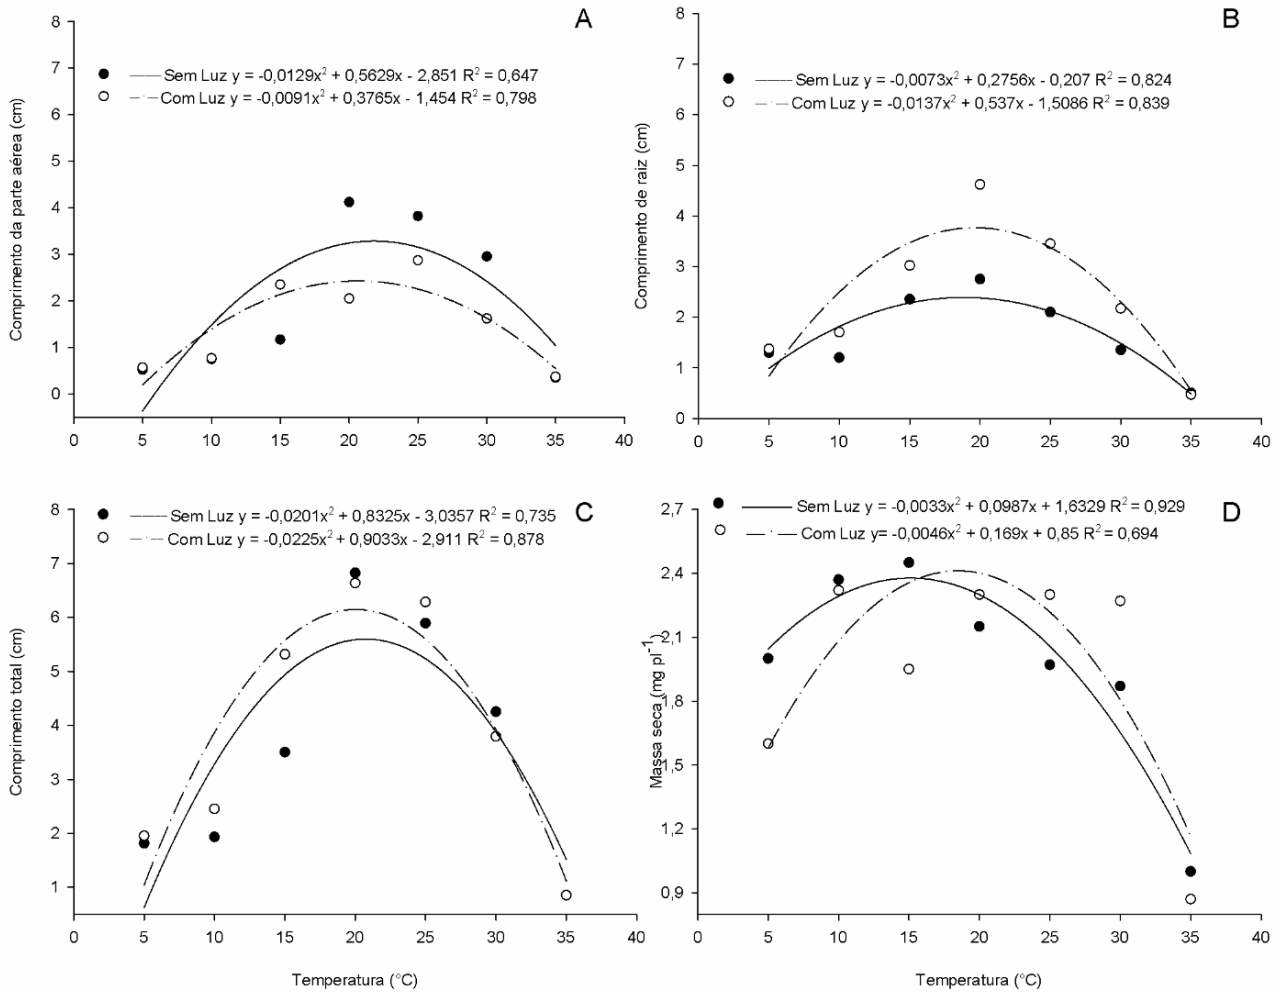 A
8
7
6
5
4
3
2
1
0
Comprimento da parte aérea (cm)
Sem Luz y = -0,0129x² + 0,5629x - 2,851 R² = 0,647
Com Luz y = -0,0091x² + 0,3765x - 1,454 R² = 0,798
0 5 10 15 20 25 30 35 40
B
8
7
6
5
4
3
2
1
0
Comprimento de raiz (cm)
Sem Luz y = -0,0073x² + 0,2756x - 0,207 R² = 0,824
Com Luz y = -0,0137x² + 0,537x - 1,5086 R² = 0,839
0 5 10 15 20 25 30 35 40
C
8
7
6
5
4
3
2
1
Comprimento total (cm)
Sem Luz y = -0,0201x² + 0,8325x - 3,0357 R² = 0,735
Com Luz y = -0,0225x² + 0,9033x - 2,911 R² = 0,878
0 5 10 15 20 25 30 35 40
Temperatura (°C)
D
2,7
2,4
2,1
1,8
1,5
1,2
0,9
Massa seca (mg pl⁻¹)
Sem Luz y = -0,0033x² + 0,0987x + 1,6329 R² = 0,929
Com Luz y= -0,0046x² + 0,169x + 0,85 R² = 0,694
0 5 10 15 20 25 30 35 40
Temperatura (°C)